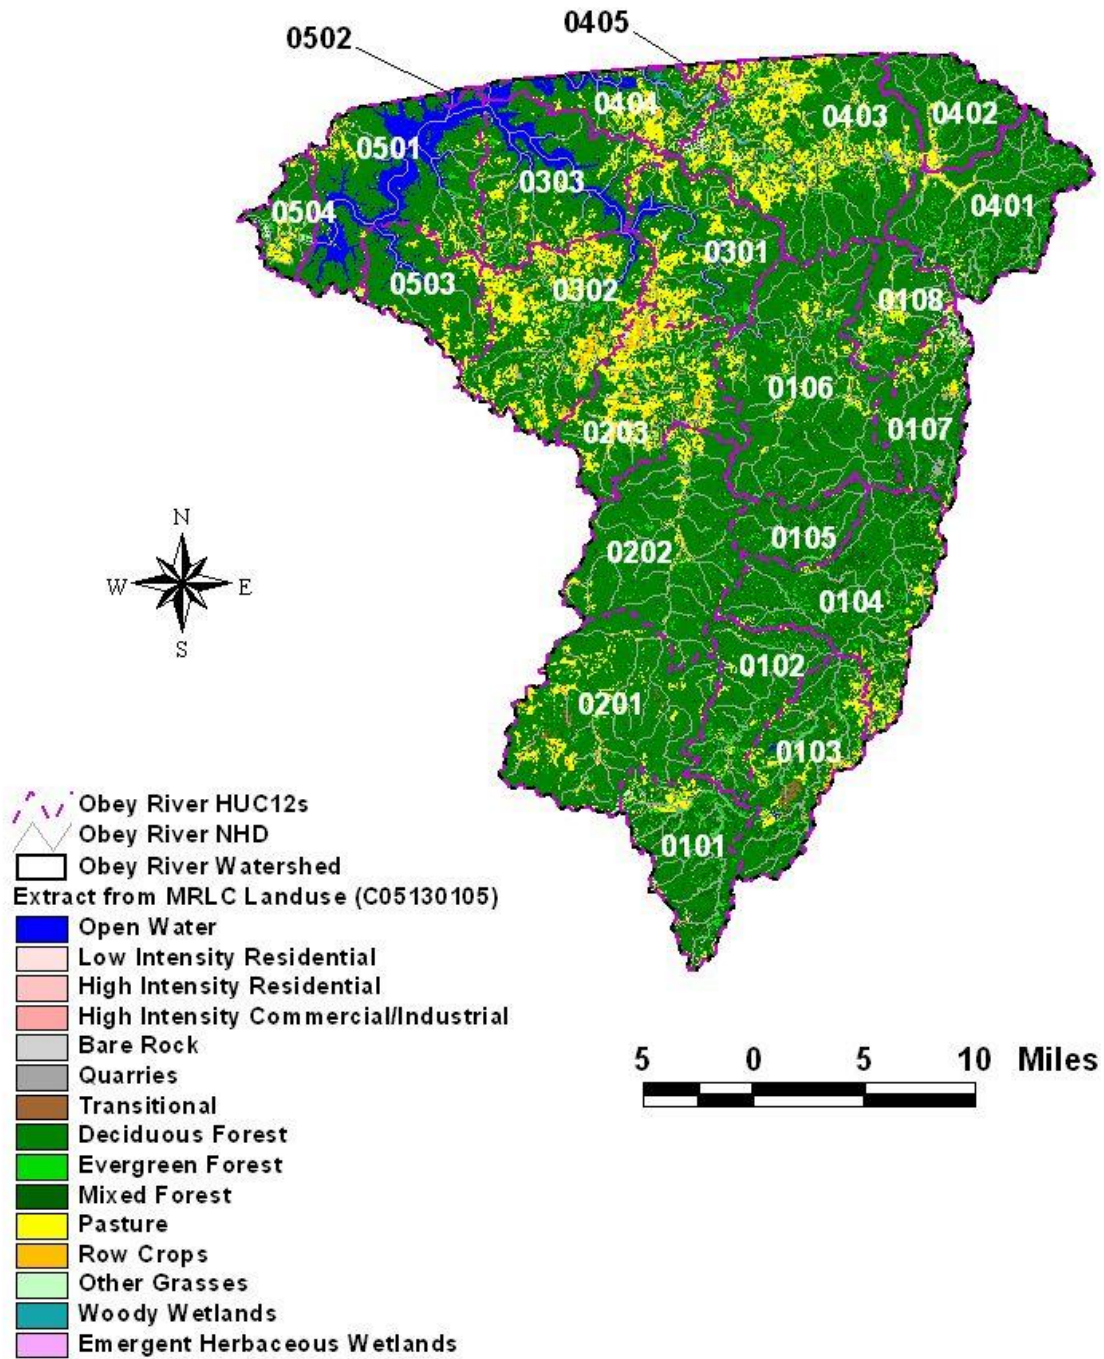 0405
0502
0404
0403
0402
0501
0303
0401
0504
0301
0503
0302
0108
0106
0203
0107
0105
0202
0104
0102
0201
0103
0101
N
W E
S
Obey River HUC12s
Obey River NHD
Obey River Watershed
Extract from MRLC Landuse (C05130105)
Open Water
Low Intensity Residential
High Intensity Residential
High Intensity Commercial/Industrial
Bare Rock
Quarries
Transitional
Deciduous Forest
Evergreen Forest
Mixed Forest
Pasture
Row Crops
Other Grasses
Woody Wetlands
Emergent Herbaceous Wetlands
5 0 5 10 Miles